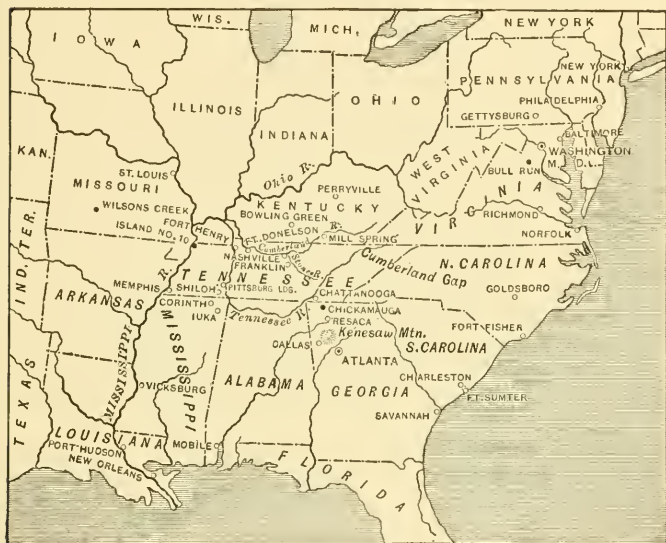 WIS.
MICH,
NEW YORK
IOWA
NEW YORK
PENNSYLVANIA
PHILADELPHIA
OHIO
ILLINOIS
GETTYSBURG
INDIANA
BALTIMORE
WASHINGTON
M.
D.L.
WEST
VIRGINIA
BULL RUN
KAN.
ST. LOUIS
MISSOURI
Ohio R.
PERRYVILLE
KENTUCKY
VIRGINIA
RICHMOND
WILSONS CREEK
BOWLING GREEN
FORT HENRY
FT. DONELSON
R.
MILL SPRING
NORFOLK
ISLAND NO. 10
Cumberland
NASHVILLE
Stones R.
FRANKLIN
Cumberland Gap
N. CAROLINA
IND. TER.
TENNESSEE
GOLDSBORO
MEMPHIS
SHILOH
PITTSBURG LDG.
CHATTANOOGA
ARKANSAS
CORINTH
Tennessee R.
CHICKAMAUGA
IUKA
RESACA
Kenesaw Mtn.
FORT FISHER
DALLAS
S. CAROLINA
ATLANTA
MISSISSIPPI R.
MISSISSIPPI
ALABAMA
GEORGIA
CHARLESTON
FT. SUMTER
VICKSBURG
SAVANNAH
TEXAS
LOUISIANA
MOBILE
PORT HUDSON
NEW ORLEANS
FLORIDA